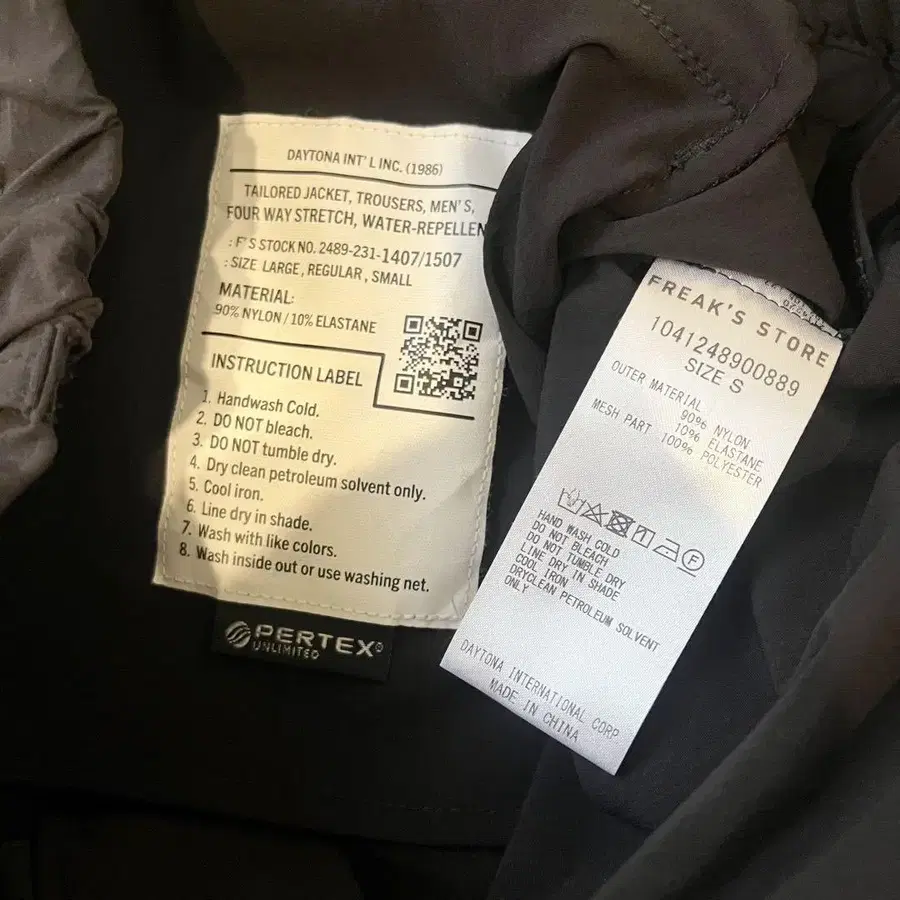 DAYTONA INT' L INC. (1986)
TAILORED JACKET, TROUSERS, MEN'S,
FOUR WAY STRETCH, WATER-REPELLEN
: F'S STOCK NO. 2489-231-1407/1507
: SIZE LARGE, REGULAR, SMALL
MATERIAL:
90% NYLON / 10% ELASTANE
INSTRUCTION LABEL
1. Handwash Cold.
2. DO NOT bleach.
3. DO NOT tumble dry.
4. Dry clean petroleum solvent only.
5. Cool iron.
6. Line dry in shade.
7. Wash with like colors.
8. Wash inside out or use washing net.
PERTEX®
UNLIMITED
FREAK'S STORE
1041248900889
SIZE S
OUTER MATERIAL
90% NYLON
10% ELASTANE
MESH PART 100% POLYESTER
F
HAND WASH COLD
DO NOT BLEACH
DO NOT TUMBLE DRY
LINE DRY IN SHADE
COOL IRON
DRYCLEAN PETROLEUM SOLVENT
ONLY
DAYTONA INTERNATIONAL CORP
MADE IN CHINA